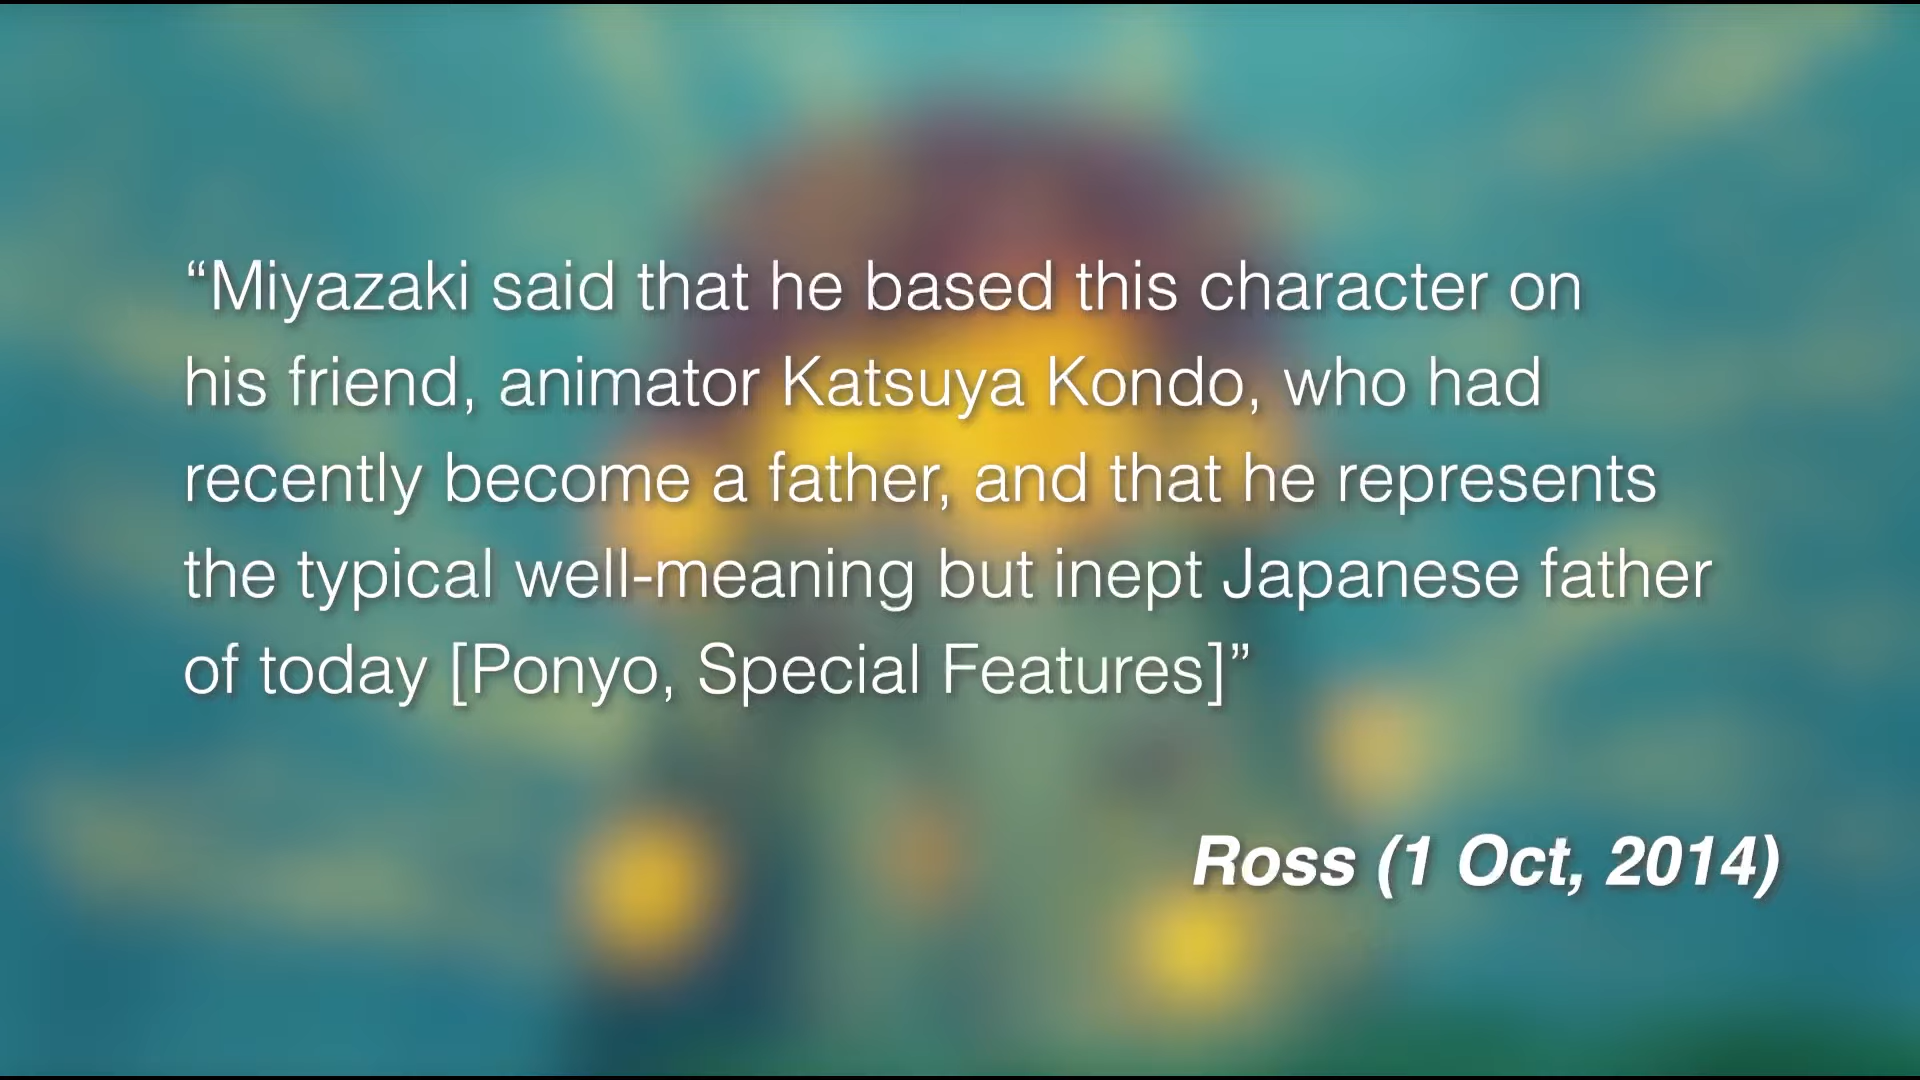 “Miyazaki said that he based this character on
his friend, animator Katsuya Kondo, who had
recently become a father, and that he represents
the typical well-meaning but inept Japanese father
of today [Ponyo, Special Features]”
Ross (1 Oct, 2014)